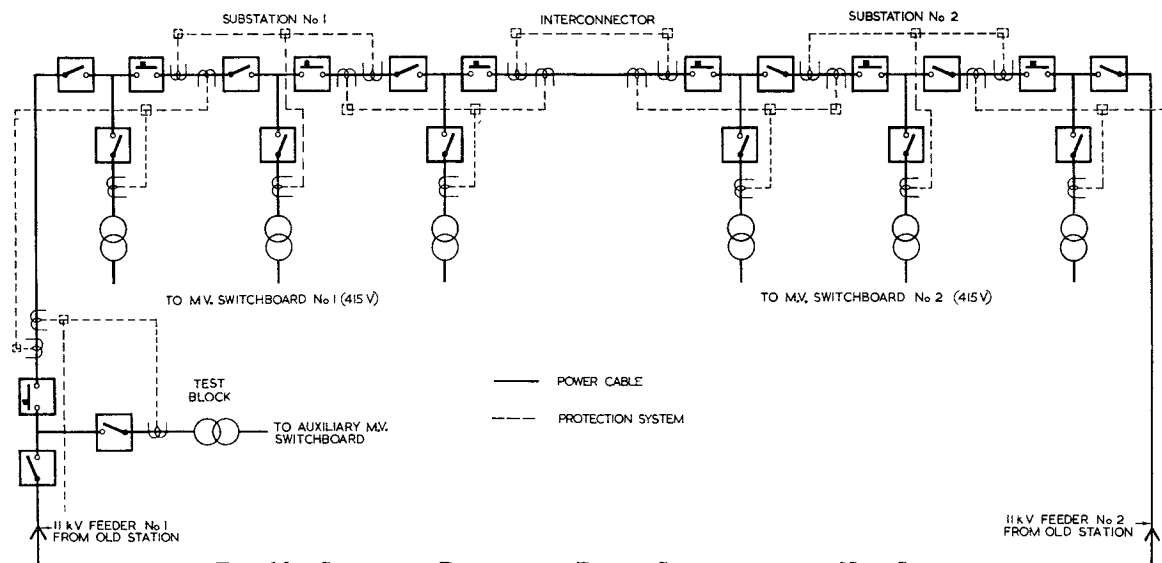 SUBSTATION No 1
INTERCONNECTOR
SUBSTATION No 2
TO M.V. SWITCHBOARD No 1 (415 V)
TO M.V. SWITCHBOARD No 2 (415 V)
TEST
BLOCK
TO AUXILIARY M.V.
SWITCHBOARD
POWER CABLE
PROTECTION SYSTEM
11 kV FEEDER No 1
FROM OLD STATION
11 kV FEEDER No 2
FROM OLD STATION